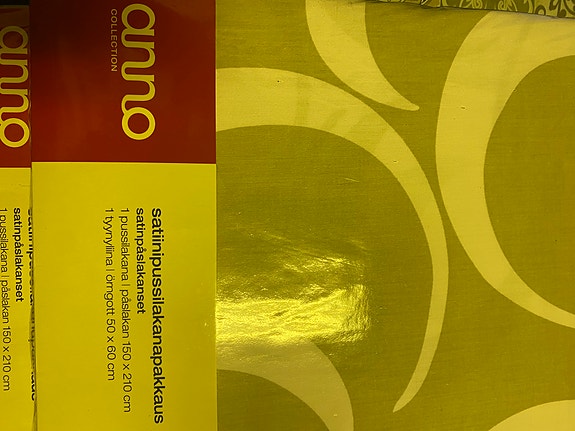 anno
COLLECTION
satiinipussilakanapakkaus
satinpåslakanset
1 pussilakana | påslakan 150 x 210 cm
1 tyynyliina | örngott 50 x 60 cm
anno
satinpåslakanset
1 pussilakana | påslakan 150 x 210 cm